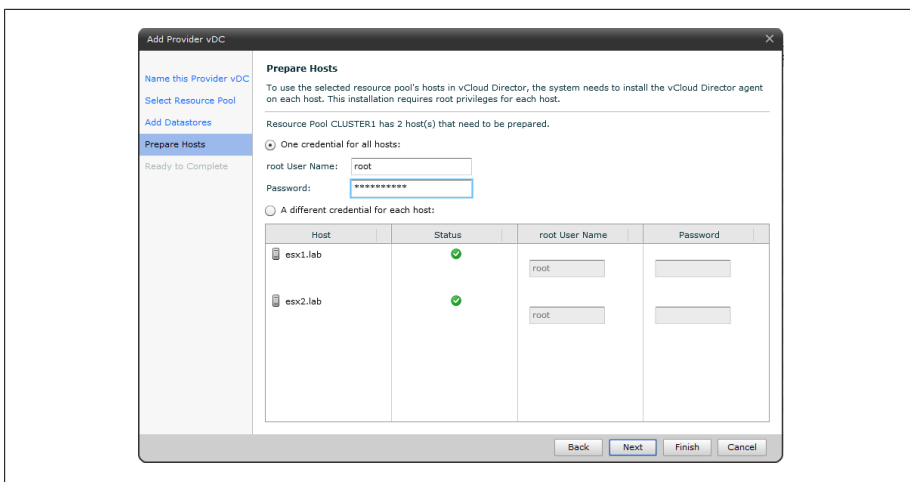 Add Provider vDC
Name this Provider vDC
Select Resource Pool
Add Datastores
Prepare Hosts
Ready to Complete
Prepare Hosts
To use the selected resource pool's hosts in vCloud Director, the system needs to install the vCloud Director agent
on each host. This installation requires root privileges for each host.
Resource Pool CLUSTER1 has 2 host(s) that need to be prepared.
One credential for all hosts:
root User Name: root
Password: **********
A different credential for each host:
Host Status root User Name Password
esx1.lab
root
esx2.lab
root
Back Next Finish Cancel